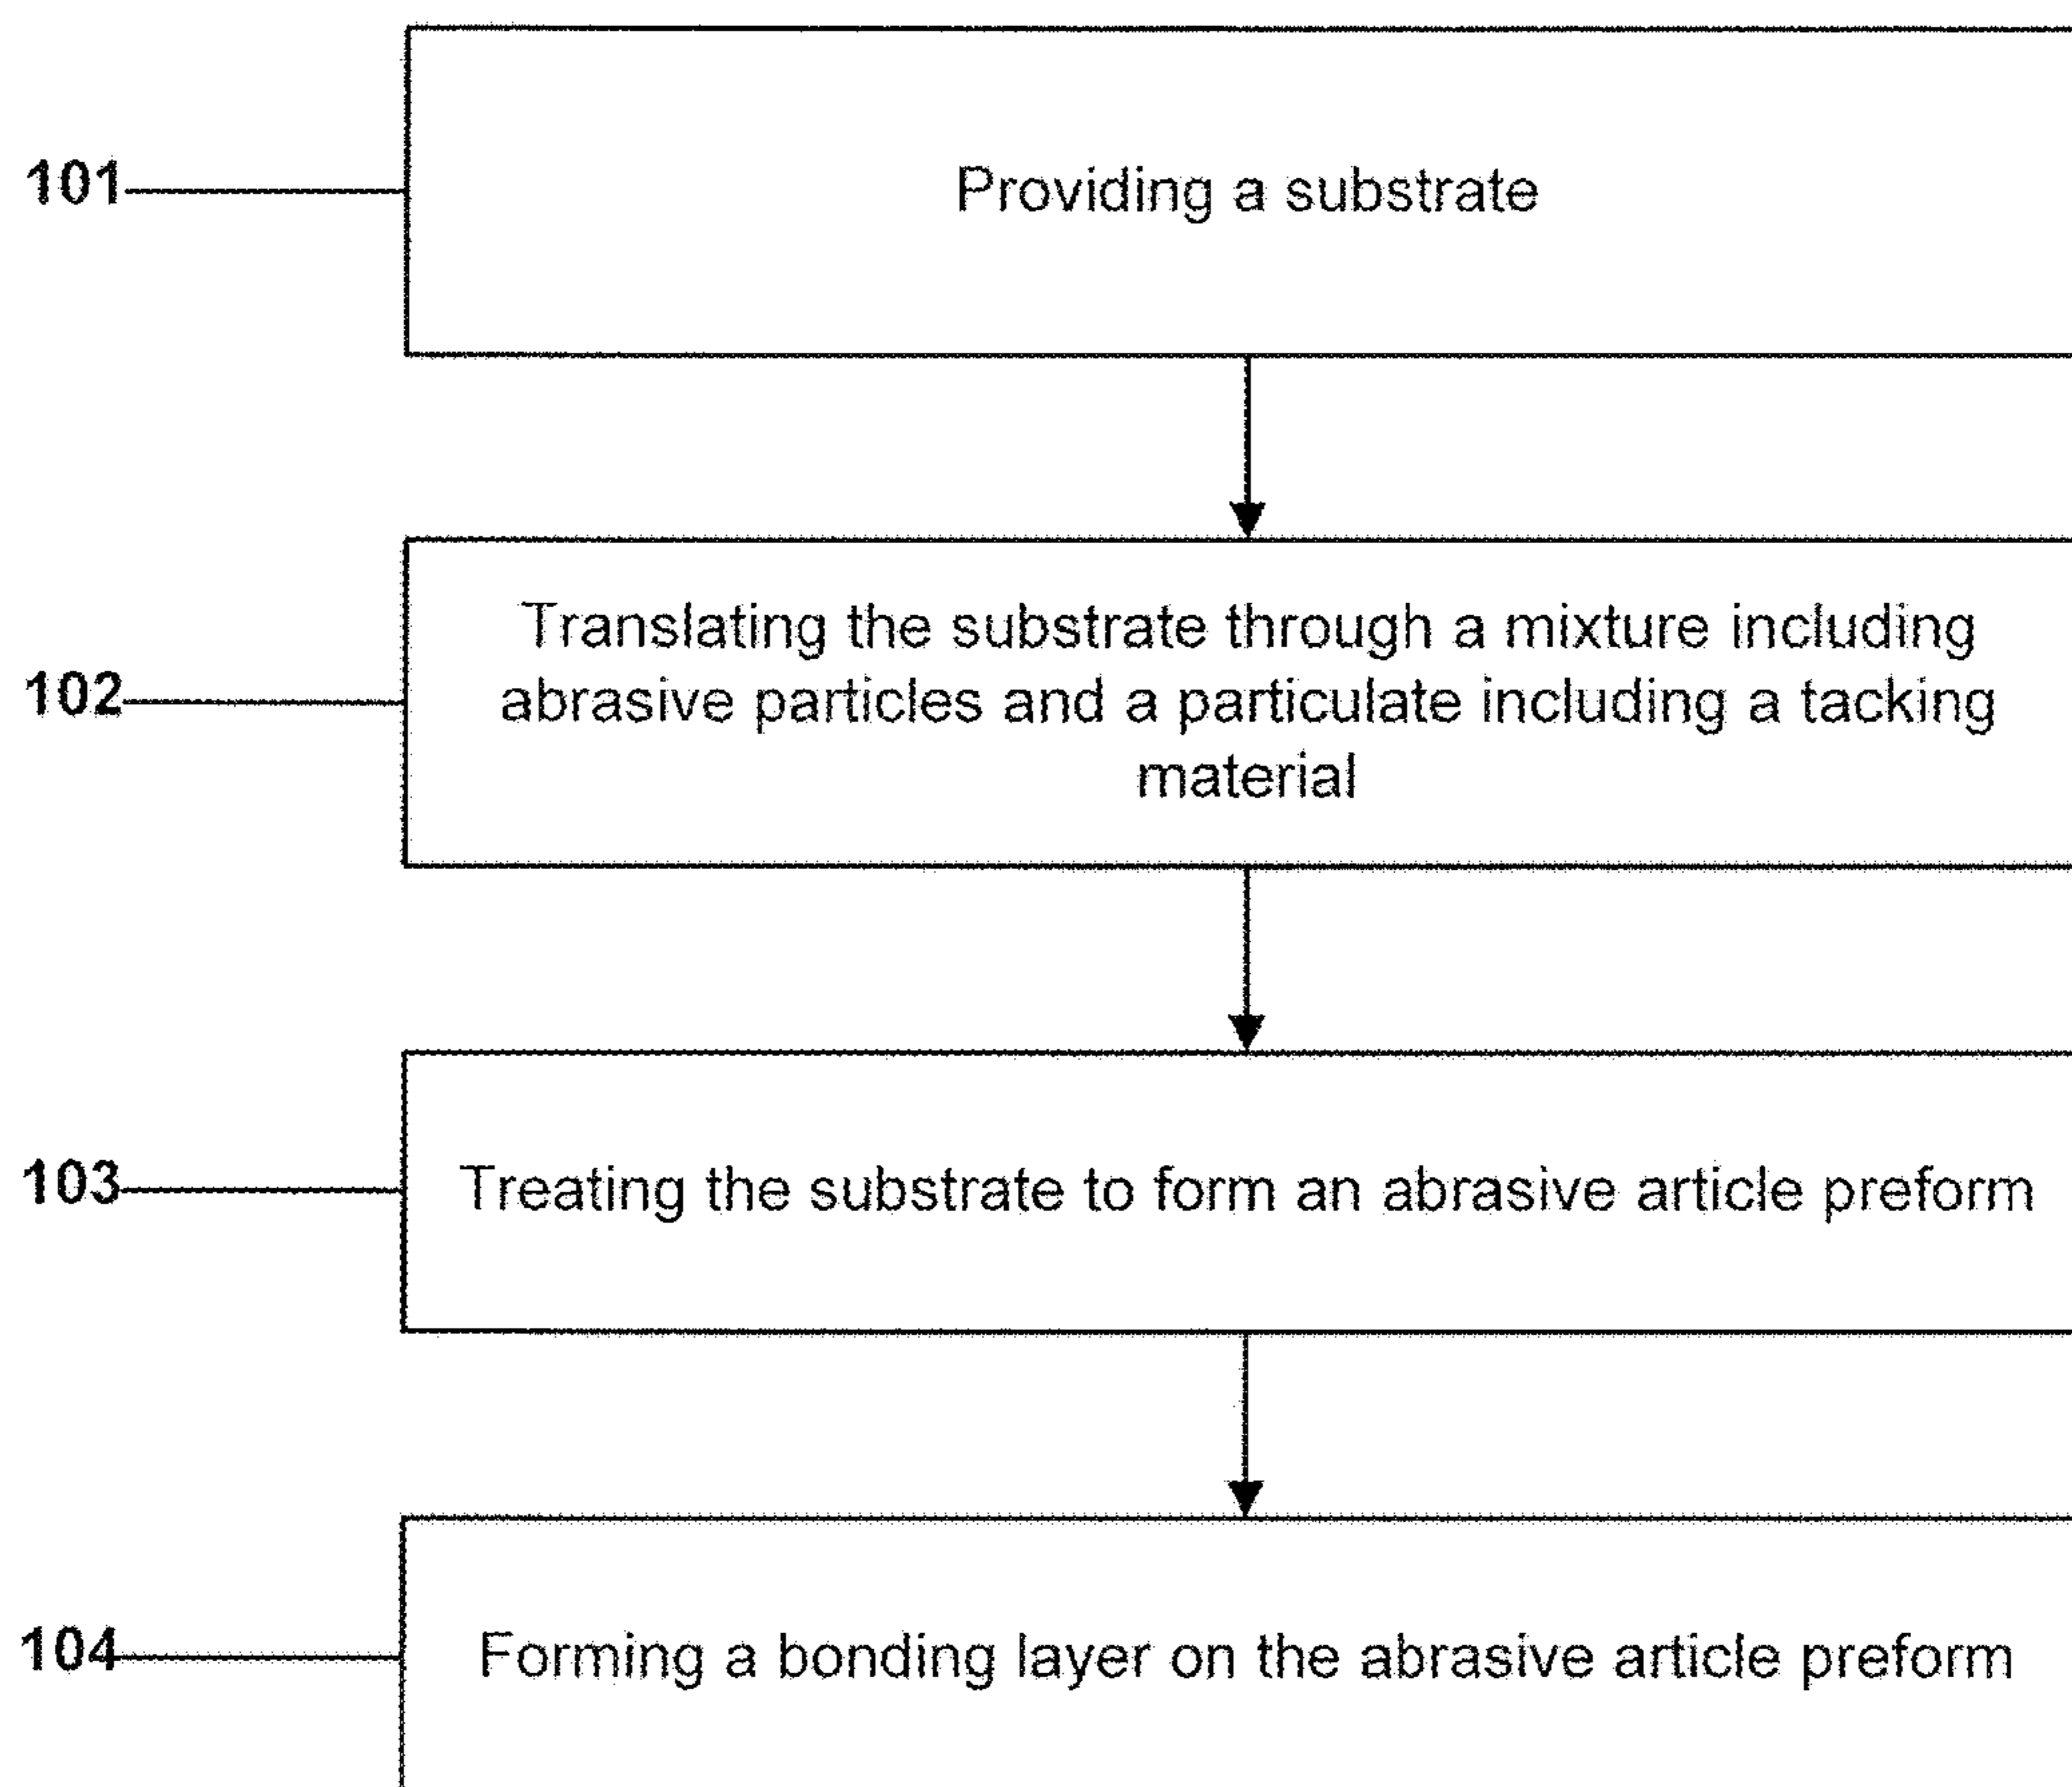 101
Providing a substrate
Translating the substrate through a mixture including
102
abrasive particles and a particulate including a tacking
material
103
Treating the substrate to form an abrasive article preform
104
Forming a bonding layer on the abrasive article preform